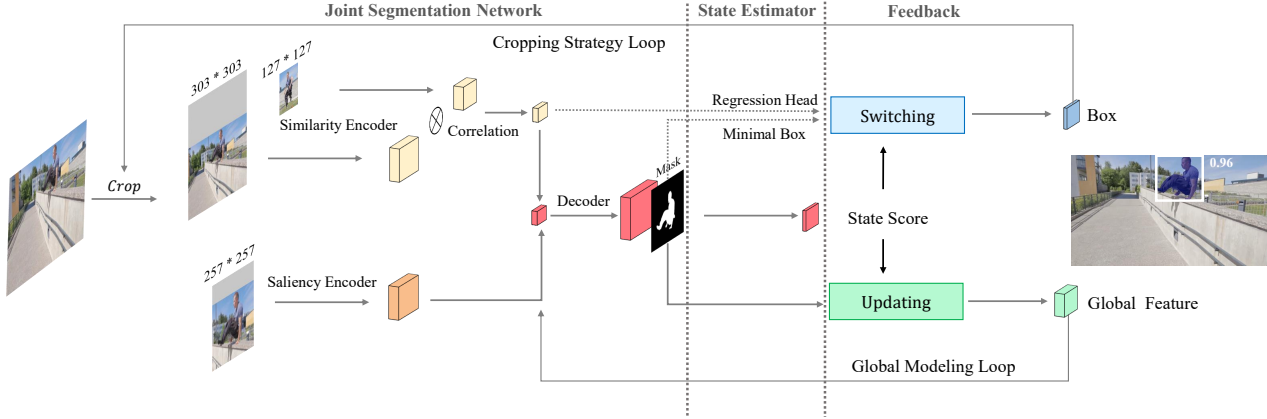 Joint Segmentation Network
State Estimator
Feedback
Cropping Strategy Loop
303 * 303
127 * 127
Similarity Encoder
Correlation
Regression Head
Minimal Box
Switching
Box
Crop
Mask
Decoder
State Score
0.96
257 * 257
Saliency Encoder
Updating
Global Feature
Global Modeling Loop